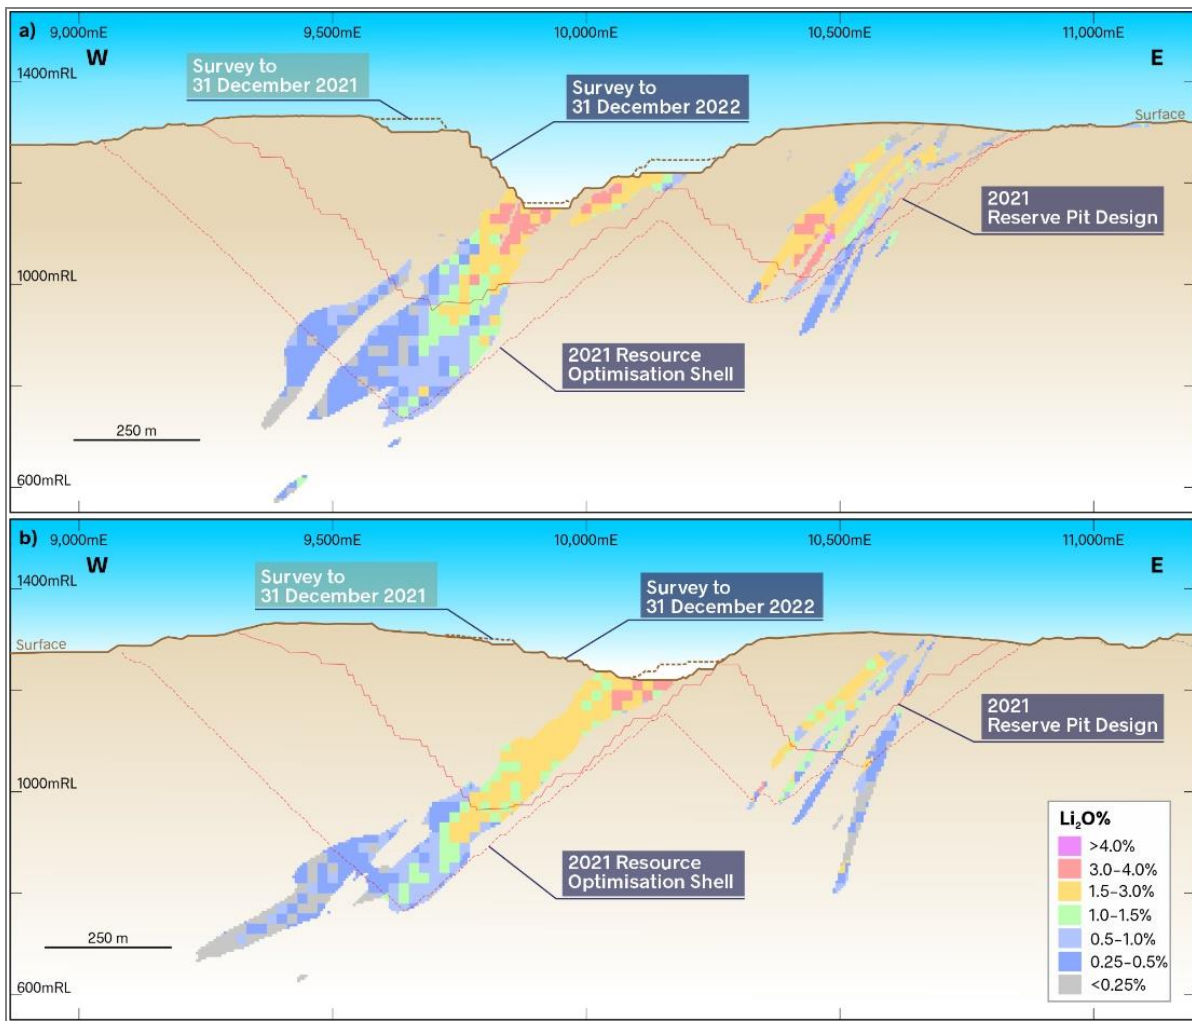 a)
9,000mE 9,500mE 10,000mE 10,500mE 11,000mE
W
E
Survey to
31 December 2021
Survey to
31 December 2022
1400mRL
Surface
2021
Reserve Pit Design
1000mRL
2021 Resource
Optimisation Shell
250 m
600mRL
b)
9,000mE 9,500mE 10,000mE 10,500mE 11,000mE
W
E
Survey to
31 December 2021
Survey to
31 December 2022
1400mRL
Surface
2021
Reserve Pit Design
1000mRL
2021 Resource
Optimisation Shell
250 m
600mRL
Li₂O%
>4.0%
3.0–4.0%
1.5–3.0%
1.0–1.5%
0.5–1.0%
0.25–0.5%
<0.25%